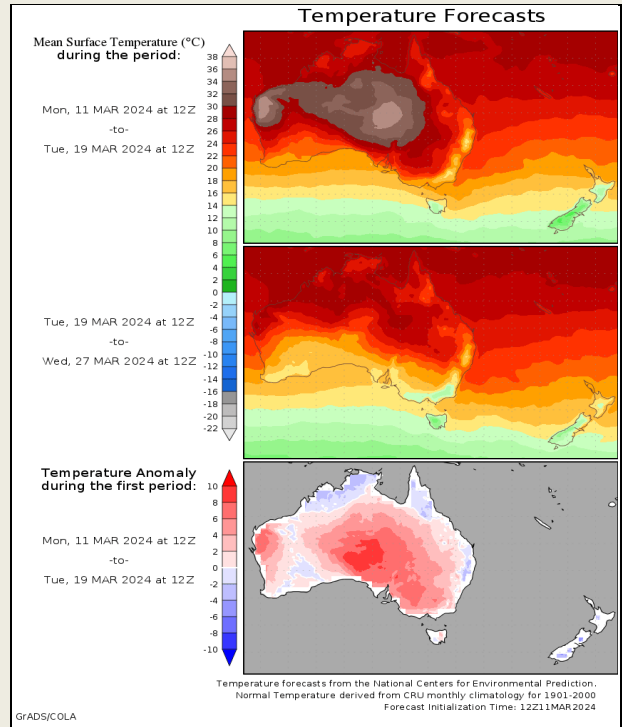 Temperature Forecasts
Mean Surface Temperature (°C)
during the period:
Mon, 11 MAR 2024 at 12Z
-to-
Tue, 19 MAR 2024 at 12Z
38
36
34
32
30
28
26
24
22
20
18
16
14
12
10
8
6
4
2
0
-2
-4
-6
-8
-10
-12
-14
-16
-18
-20
-22
Tue, 19 MAR 2024 at 12Z
-to-
Wed, 27 MAR 2024 at 12Z
Temperature Anomaly
during the first period:
Mon, 11 MAR 2024 at 12Z
-to-
Tue, 19 MAR 2024 at 12Z
10
8
6
4
2
0
-2
-4
-6
-8
-10
Temperature forecasts from the National Centers for Environmental Prediction.
Normal Temperature derived from CRU monthly climatology for 1901-2000
Forecast Initialization Time: 12Z11MAR2024
GrADS/COLA